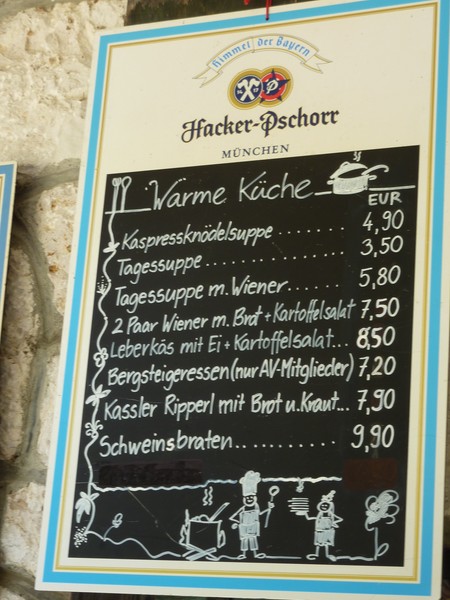 Himmel der Bayern
Hacker-Pschorr
MÜNCHEN
Warme Küche
EUR
Kaspressknödelsuppe ........ 4,90
Tagessuppe ................ 3,50
Tagessuppe m. Wiener....... 5,80
2 Paar Wiener m. Brot + Kartoffelsalat 7,50
Leberkäs mit Ei + Kartoffelsalat... 8,50
Bergsteigeressen (nur AV-Mitglieder) 7,20
Kassler Ripperl mit Brot u. Kraut... 7,90
Schweinsbraten............ 9,90